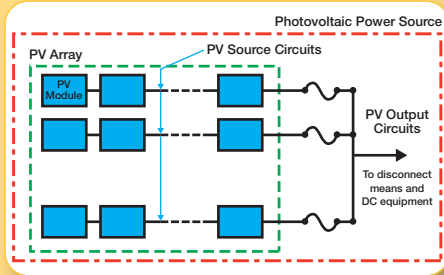 Photovoltaic Power Source
PV Array
PV Source Circuits
PV
Module
PV Output
Circuits
To disconnect
means and
DC equipment